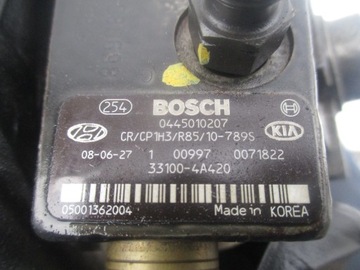 254 BOSCH
0445010207
CR/CP1H3/R85/10-789S
KIA
08-06-27 1 00997 0071822
33100-4A420
05001362004 Made in KOREA